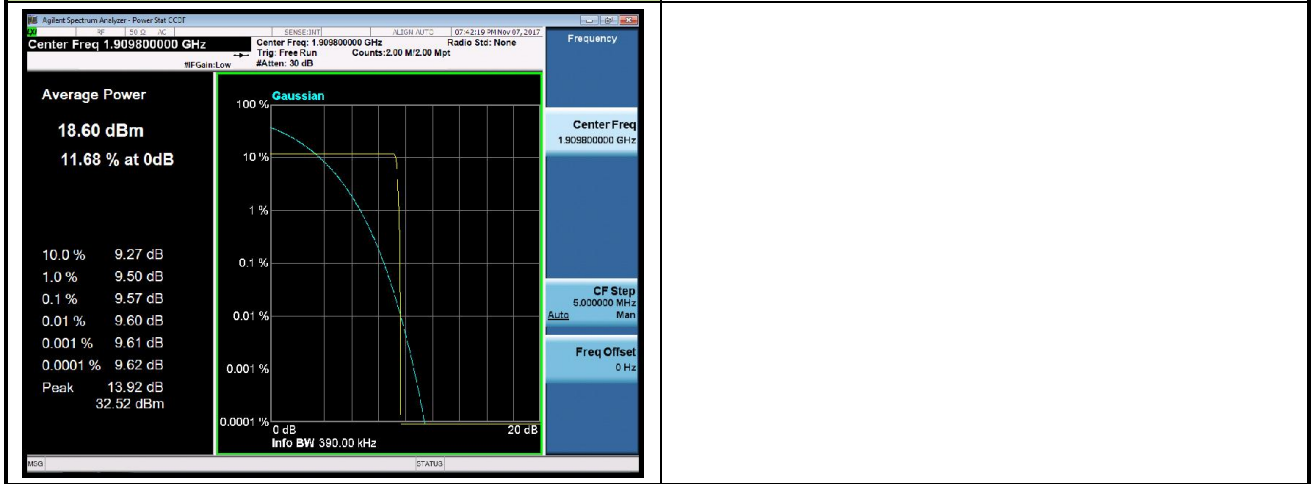 Agilent Spectrum Analyzer - Power Stat CCDF
RF 50 Ω AC SENSE:INT ALIGN AUTO 07:42:19 PM Nov 07, 2017
Center Freq 1.909800000 GHz
Center Freq: 1.909800000 GHz Radio Std: None
Trig: Free Run Counts:2.00 M/2.00 Mpt
#IFGain:Low #Atten: 30 dB
Frequency
Average Power
18.60 dBm
11.68 % at 0dB
10.0 % 9.27 dB
1.0 % 9.50 dB
0.1 % 9.57 dB
0.01 % 9.60 dB
0.001 % 9.61 dB
0.0001 % 9.62 dB
Peak 13.92 dB
32.52 dBm
Gaussian
100 %
10 %
1 %
0.1 %
0.01 %
0.001 %
0.0001 %
0 dB 20 dB
Info BW 390.00 kHz
Center Freq
1.909800000 GHz
CF Step
5.000000 MHz
Auto Man
Freq Offset
0 Hz
MSG STATUS